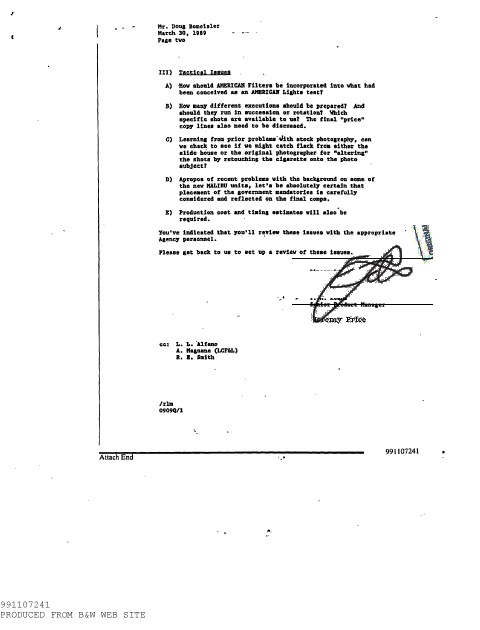 Mr. Doug Bomeisler
March 30, 1989
Page two
III) Tactical Issues
A) How should AMERICAN Filters be incorporated into what had
been conceived as an AMERICAN Lights test?
B) How many different executions should be prepared? And
should they run in succession or rotation? Which
specific shots are available to us? The final "price"
copy lines also need to be discussed.
C) Learning from prior problems with stock photography, can
we check to see if we might catch flack from either the
slide house or the original photographer for "altering"
the shots by retouching the cigarette onto the photo
subject?
D) Apropos of recent problems with the background on some of
the new MALIBU units, let's be absolutely certain that
placement of the government mandatories is carefully
considered and reflected on the final comps.
E) Production cost and timing estimates will also be
required.
You've indicated that you'll review these issues with the appropriate
Agency personnel.
Please get back to us to set up a review of these issues.
Senior Product Manager
Jeremy Price
cc: L. L. Alfano
A. Magnane (LCF&L)
R. E. Smith
/rlm
0909Q/1
991107241
Attach End
991107241
PRODUCED FROM B&W WEB SITE